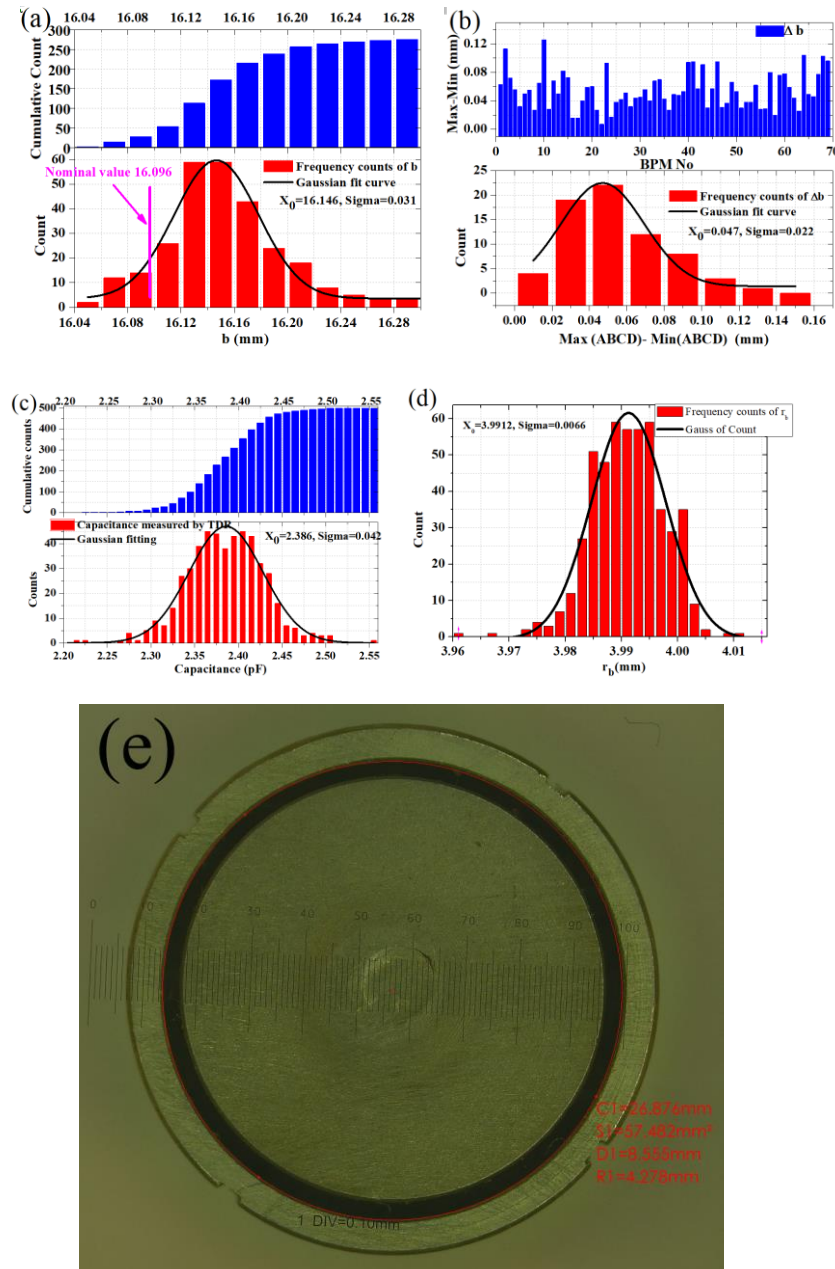 (a)
16.04 16.08 16.12 16.16 16.20 16.24 16.28
300
250
200
150
100
50
0
Cumulative Count
60
50
40
30
20
10
0
Count
Nominal value 16.096
Frequency counts of b
Gaussian fit curve
X0=16.146, Sigma=0.031
16.04 16.08 16.12 16.16 16.20 16.24 16.28
b (mm)
(b)
Δ b
0.12
0.08
0.04
0.00
Max-Min (mm)
0 10 20 30 40 50 60 70
BPM No
25
20
15
10
5
0
Count
Frequency counts of Δb
Gaussian fit curve
X0=0.047, Sigma=0.022
0.00 0.02 0.04 0.06 0.08 0.10 0.12 0.14 0.16
Max (ABCD)- Min(ABCD) (mm)
(c)
2.20 2.25 2.30 2.35 2.40 2.45 2.50 2.55
500
400
300
200
100
0
Cumulative counts
Capacitance measured by TDR
Gaussian fitting
X0=2.386, Sigma=0.042
40
30
20
10
0
Counts
2.20 2.25 2.30 2.35 2.40 2.45 2.50 2.55
Capacitance (pF)
(d)
Frequency counts of rb
Gauss of Count
X0=3.9912, Sigma=0.0066
60
50
40
30
20
10
0
Count
3.96 3.97 3.98 3.99 4.00 4.01
rb(mm)
(e)
0 10 20 30 40 50 60 70 80 90 100
C1=26.876mm
S1=57.482mm²
D1=8.555mm
R1=4.278mm
1 DIV=0.10mm